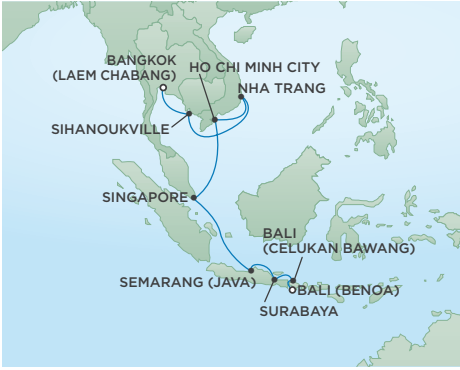 BANGKOK
(LAEM CHABANG)
HO CHI MINH CITY
NHA TRANG
SIHANOUKVILLE
SINGAPORE
BALI
(CELUKAN BAWANG)
SEMARANG (JAVA)
BALI (BENOA)
SURABAYA